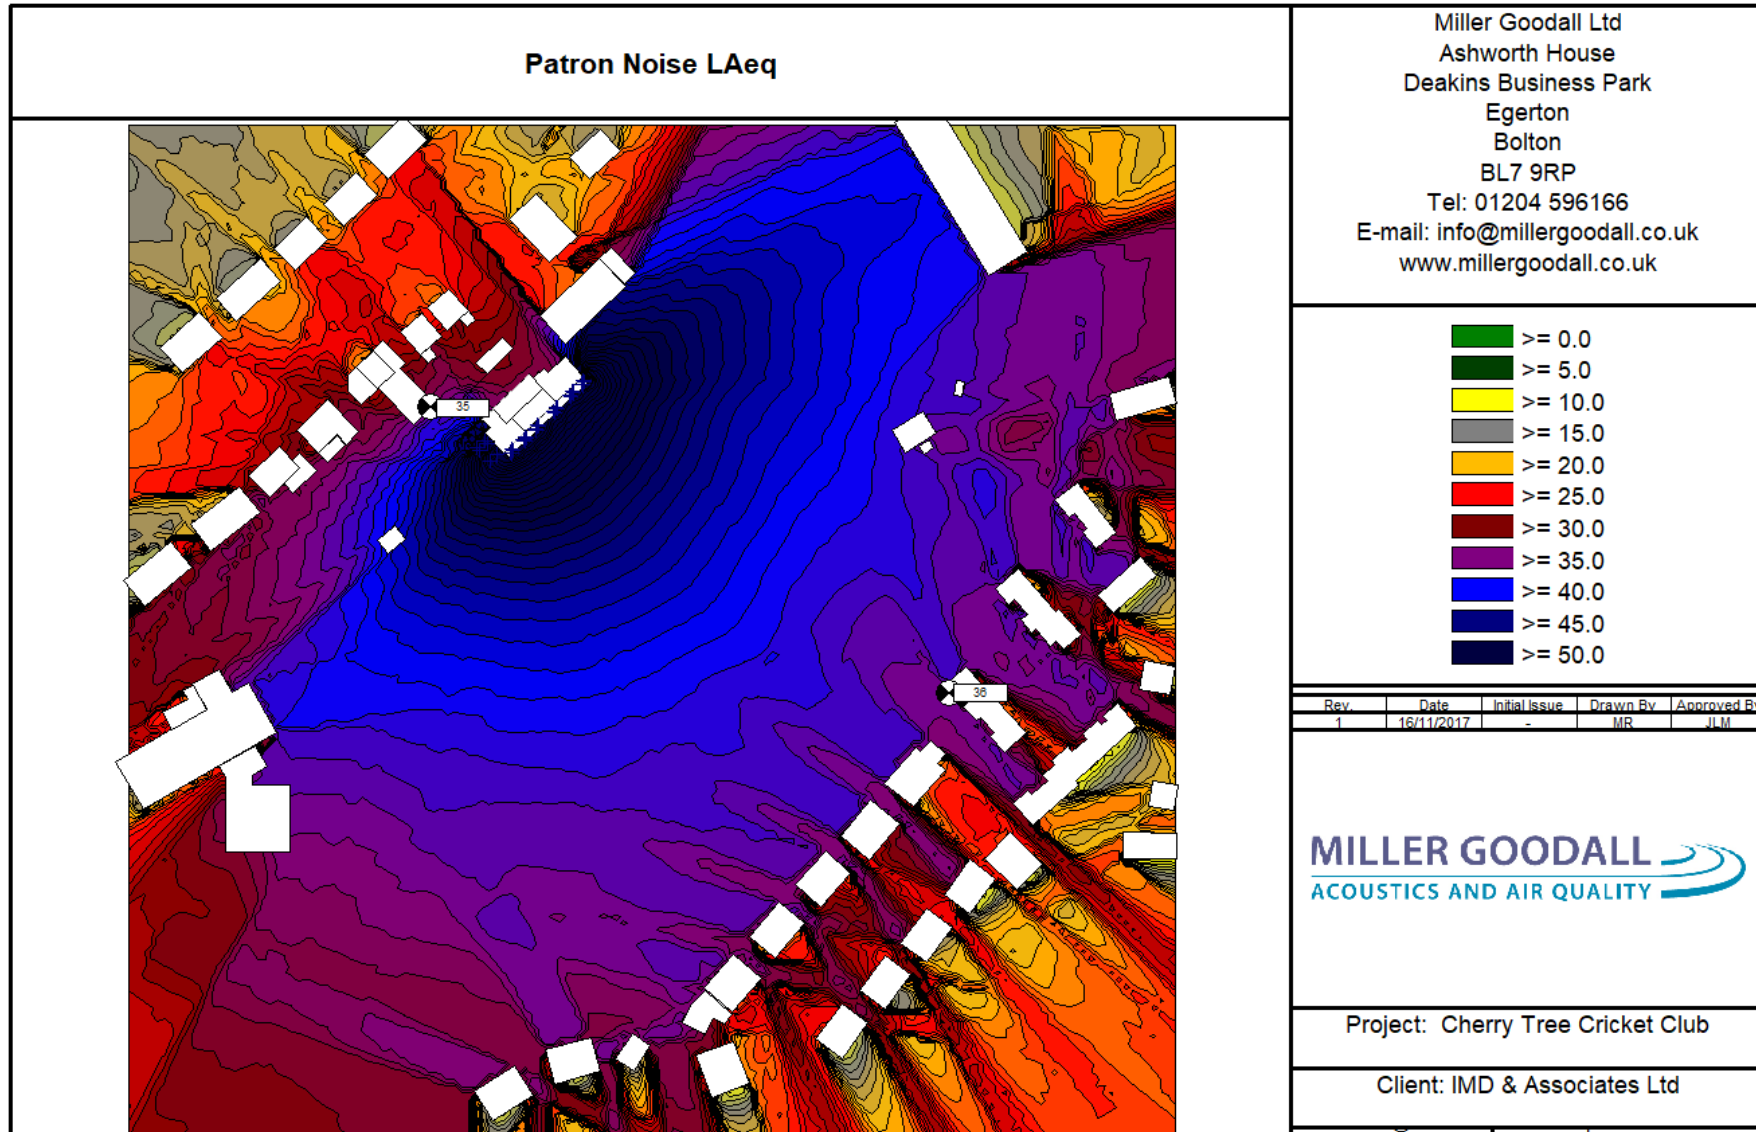 Patron Noise LAeq
Miller Goodall Ltd
Ashworth House
Deakins Business Park
Egerton
Bolton
BL7 9RP
Tel: 01204 596166
E-mail: info@millergoodall.co.uk
www.millergoodall.co.uk
>= 0.0
>= 5.0
>= 10.0
>= 15.0
>= 20.0
>= 25.0
>= 30.0
>= 35.0
>= 40.0
>= 45.0
>= 50.0
35
36
Rev. Date Initial Issue Drawn By Approved By
1 16/11/2017 - MR JLM
MILLER GOODALL
ACOUSTICS AND AIR QUALITY
Project: Cherry Tree Cricket Club
Client: IMD & Associates Ltd